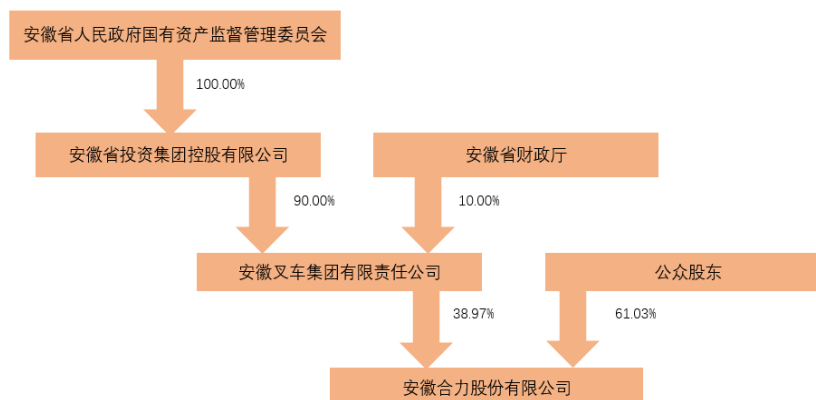 安徽省人民政府国有资产监督管理委员会
100.00%
安徽省投资集团控股有限公司
安徽省财政厅
90.00%
10.00%
安徽叉车集团有限责任公司
公众股东
38.97%
61.03%
安徽合力股份有限公司